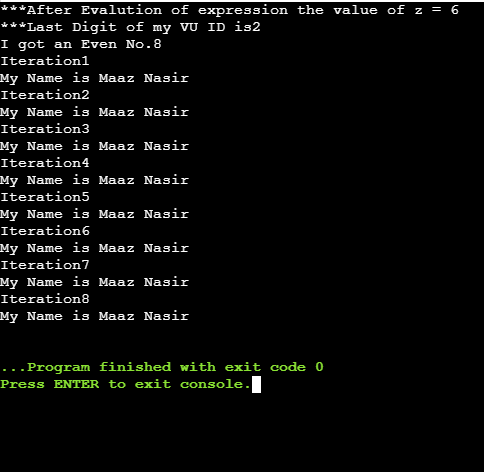 ***After Evalution of expression the value of z = 6
***Last Digit of my VU ID is2
I got an Even No.8
Iteration1
My Name is Maaz Nasir
Iteration2
My Name is Maaz Nasir
Iteration3
My Name is Maaz Nasir
Iteration4
My Name is Maaz Nasir
Iteration5
My Name is Maaz Nasir
Iteration6
My Name is Maaz Nasir
Iteration7
My Name is Maaz Nasir
Iteration8
My Name is Maaz Nasir
...Program finished with exit code 0
Press ENTER to exit console.